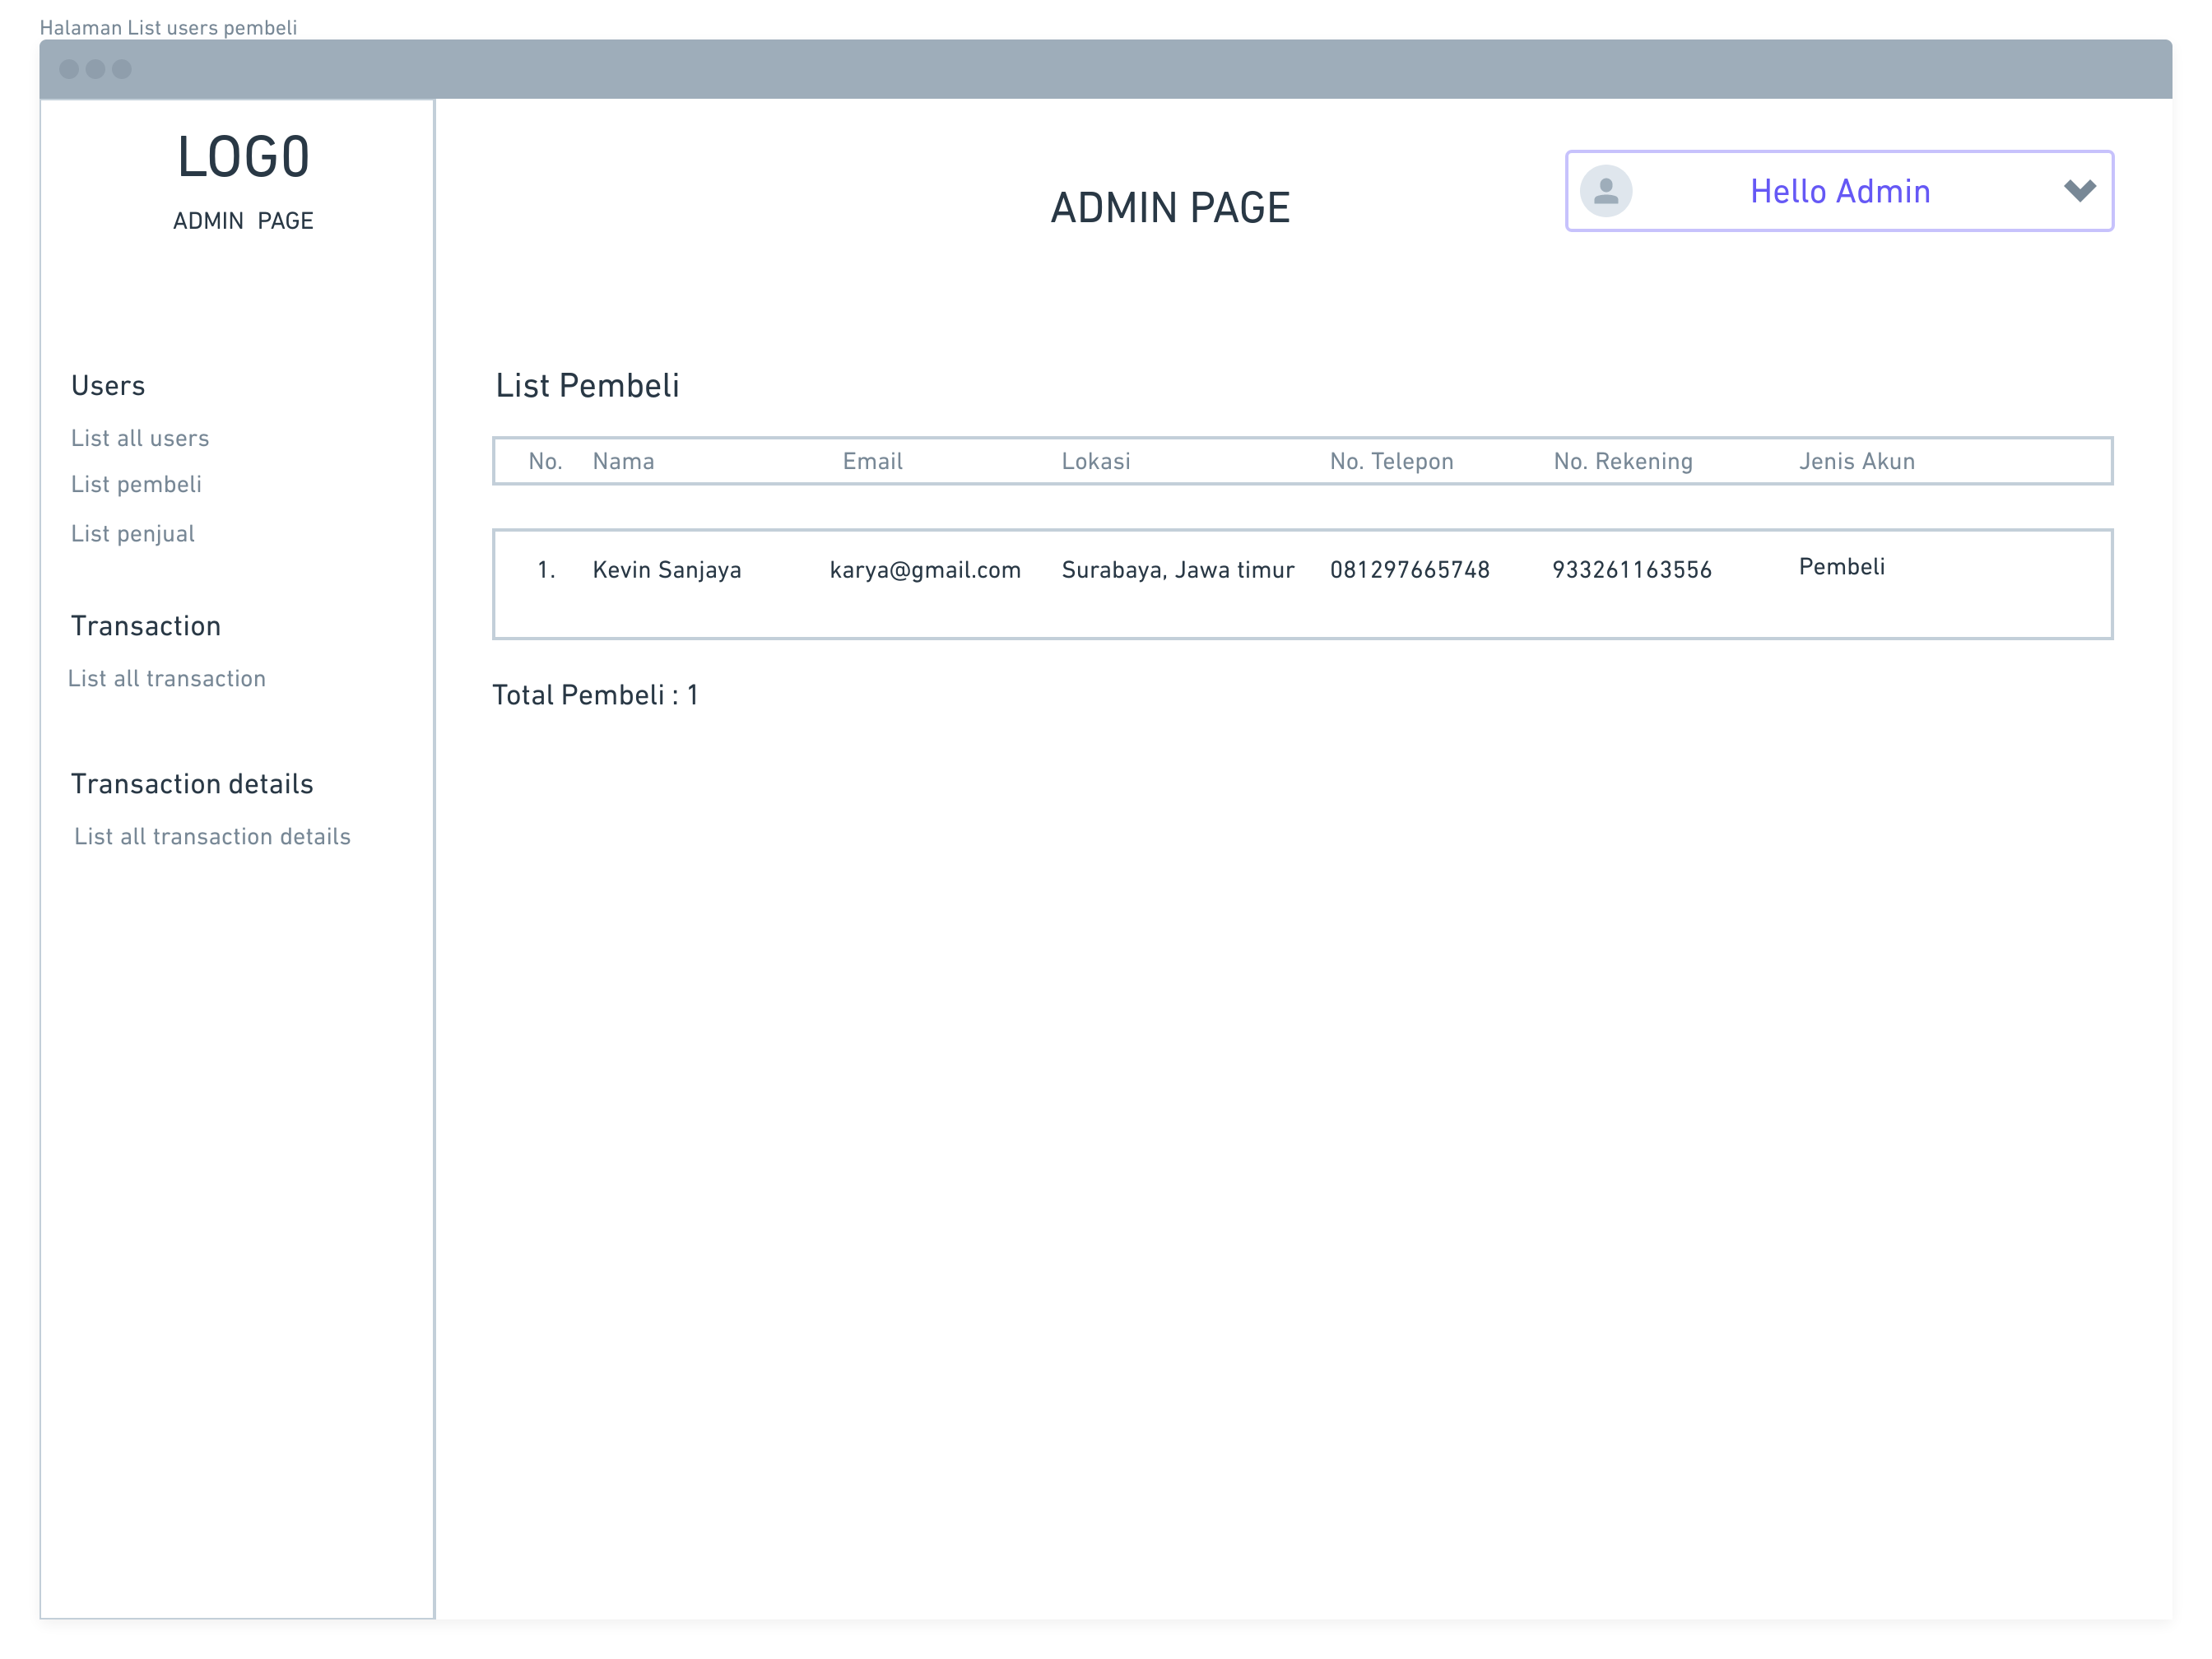 Halaman List users pembeli
LOG0
ADMIN PAGE
ADMIN PAGE
Hello Admin
Users
List all users
List pembeli
List penjual
Transaction
List all transaction
Transaction details
List all transaction details
List Pembeli
No. Nama Email Lokasi No. Telepon No. Rekening Jenis Akun
1. Kevin Sanjaya karya@gmail.com Surabaya, Jawa timur 081297665748 933261163556 Pembeli
Total Pembeli : 1